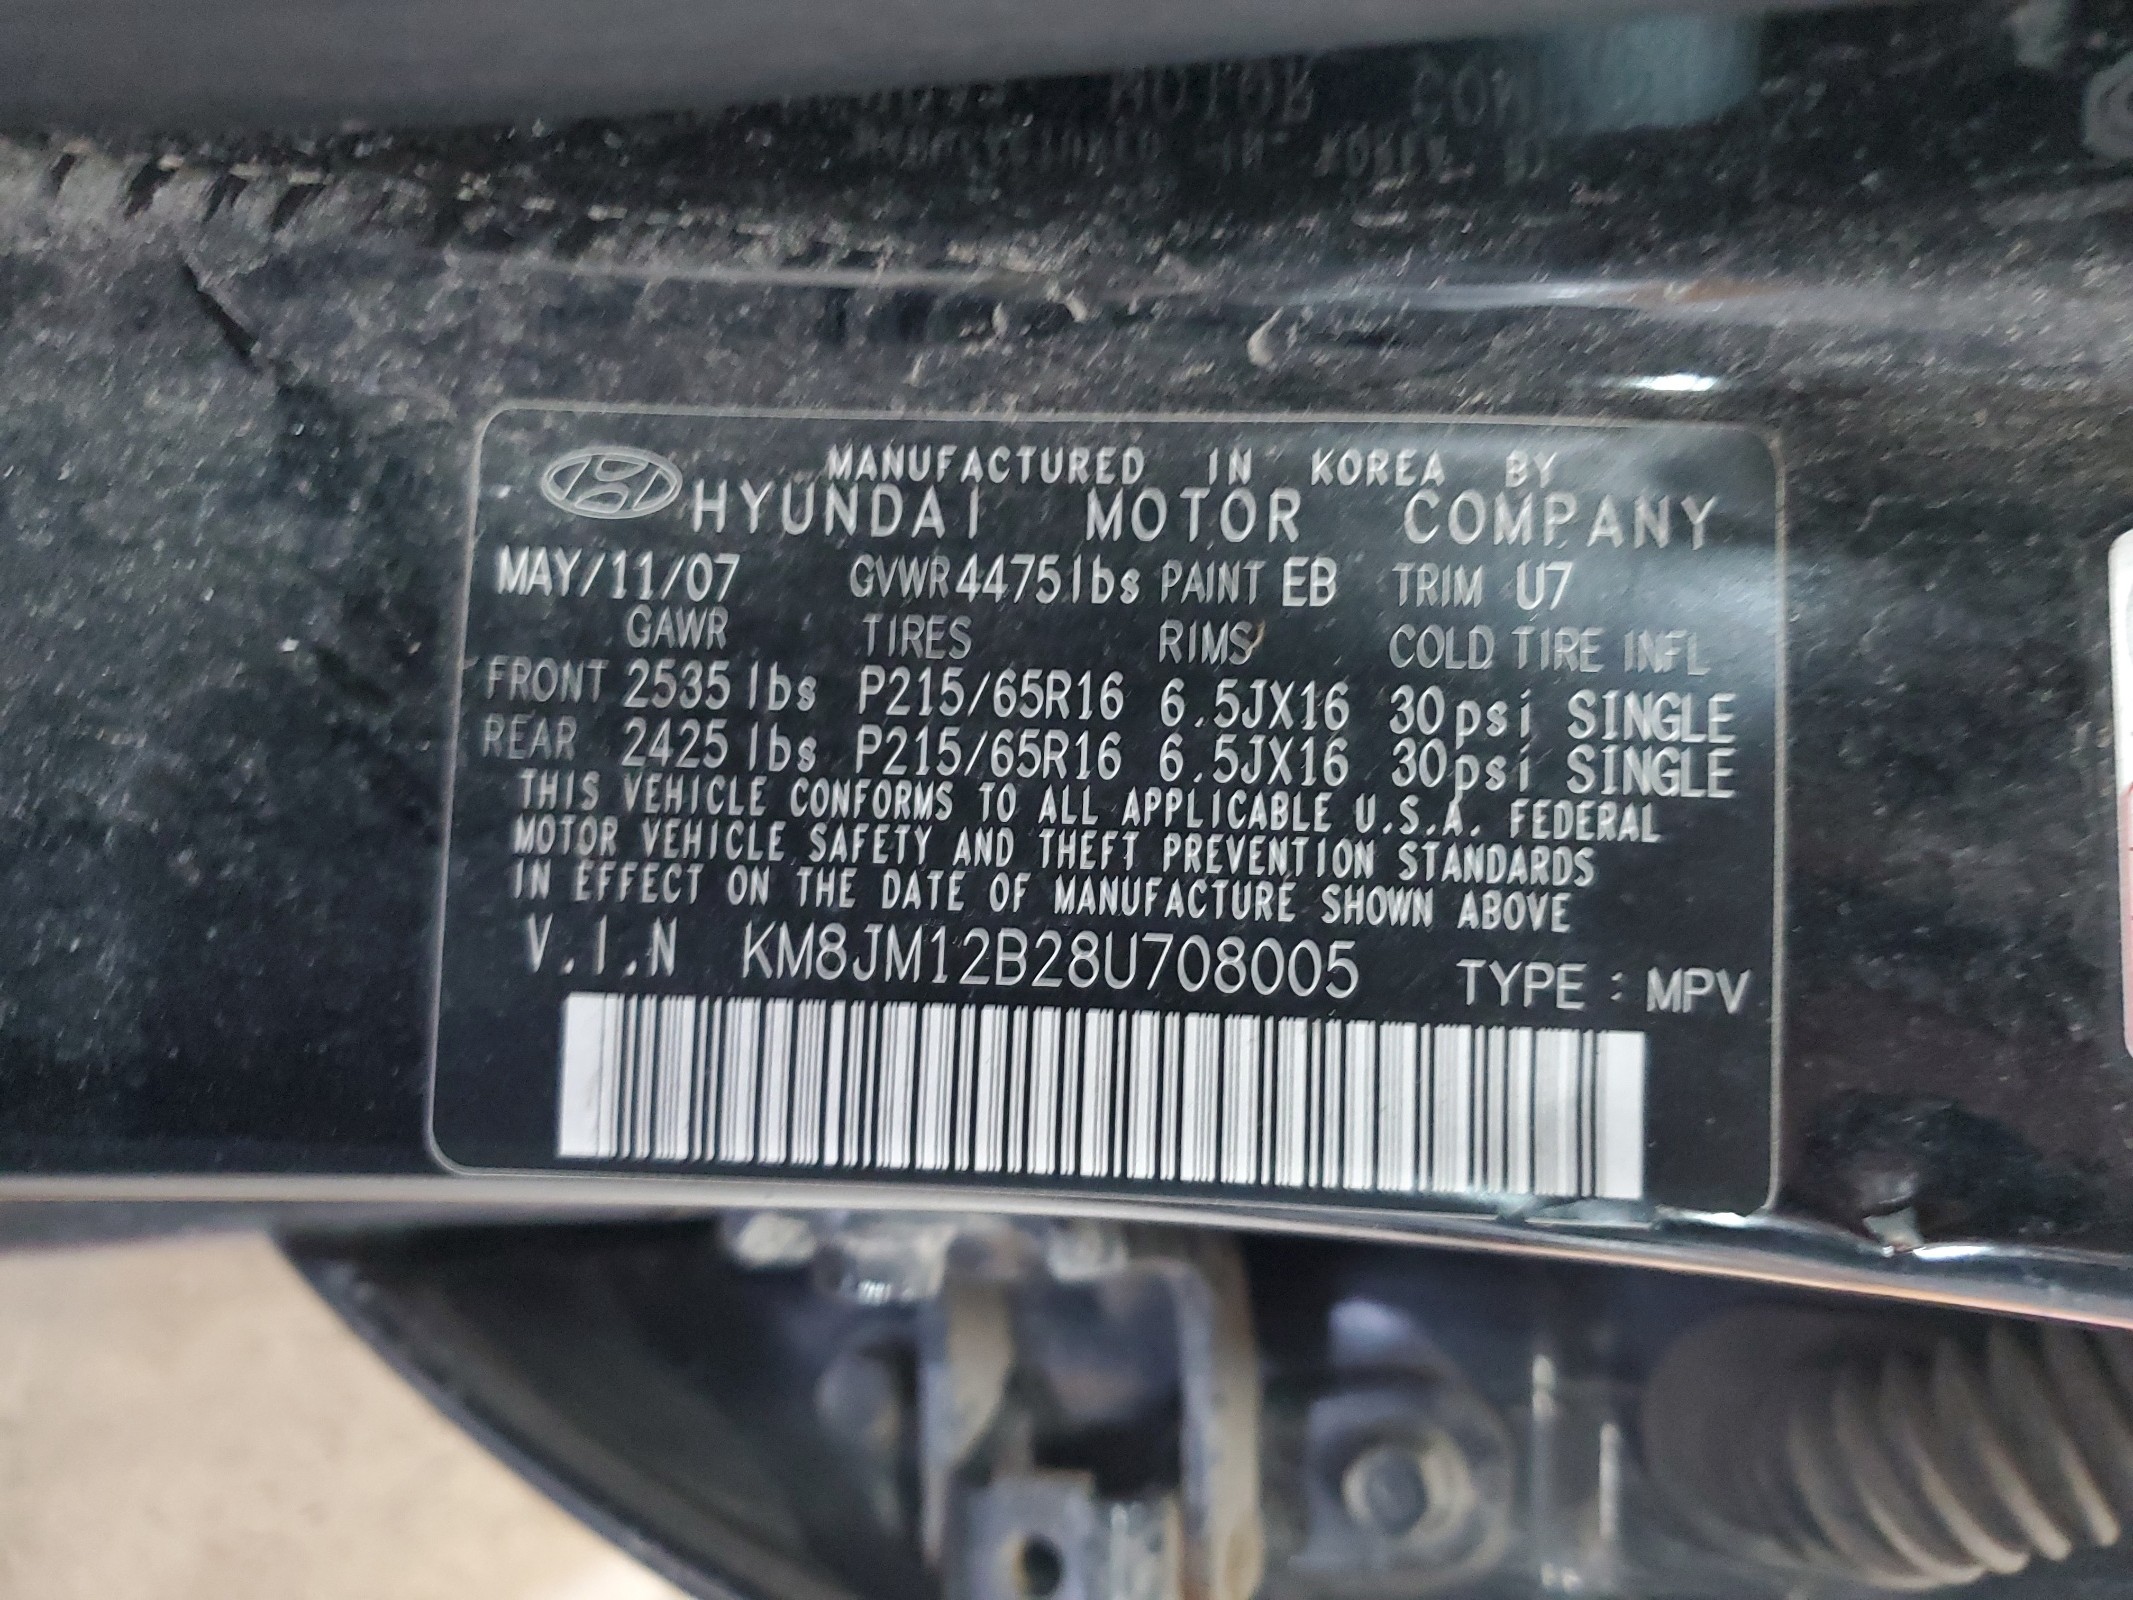 MANUFACTURED IN KOREA BY
HYUNDAI MOTOR COMPANY
MAY/11/07 GVWR 4475lbs PAINT EB TRIM U7
GAWR TIRES RIMS COLD TIRE INFL
FRONT 2535lbs P215/65R16 6.5JX16 30psi SINGLE
REAR 2425lbs P215/65R16 6.5JX16 30psi SINGLE
THIS VEHICLE CONFORMS TO ALL APPLICABLE U.S.A. FEDERAL
MOTOR VEHICLE SAFETY AND THEFT PREVENTION STANDARDS
IN EFFECT ON THE DATE OF MANUFACTURE SHOWN ABOVE
V.I.N KM8JM12B28U708005 TYPE : MPV